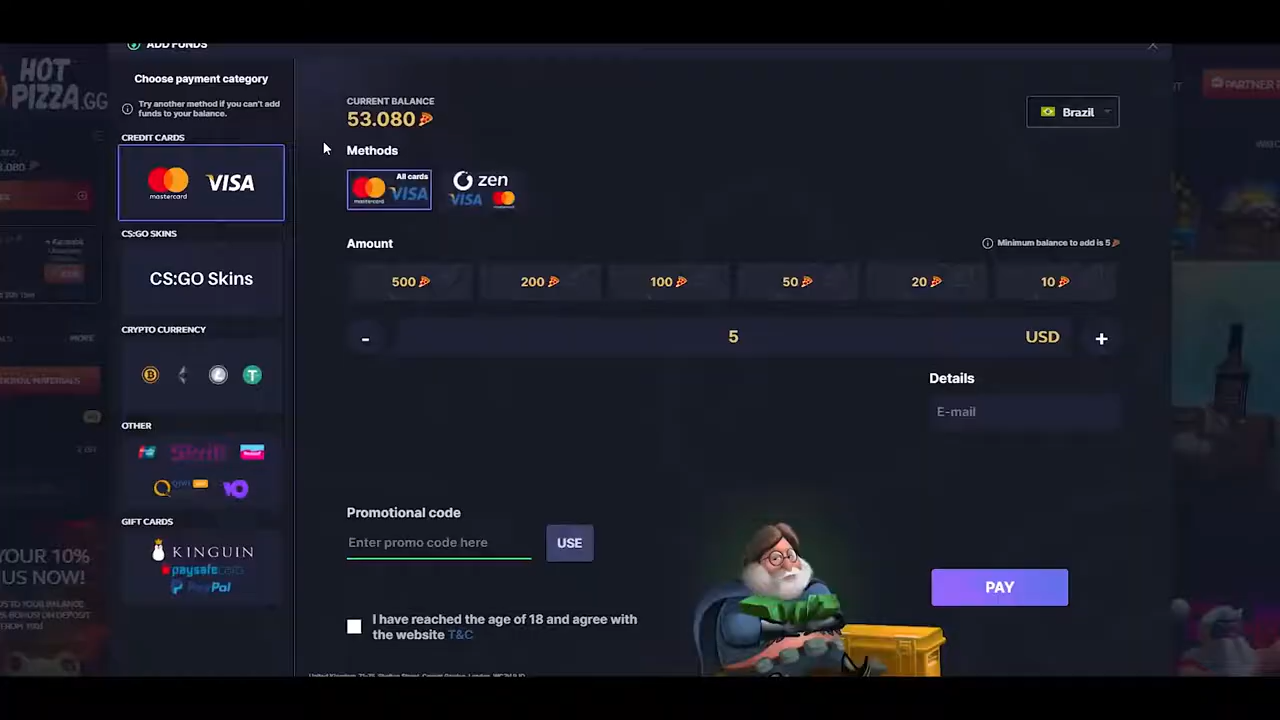 ADD FUNDS
HOT
PIZZA.GG
Choose payment category
Try another method if you can't add
funds to your balance.
CREDIT CARDS
mastercard VISA
CS:GO SKINS
CS:GO Skins
CRYPTO CURRENCY
OTHER
Skrill
GIFT CARDS
KINGUIN
paysafecard
PayPal
CURRENT BALANCE
53.080
Brazil
Methods
All cards
mastercard VISA
zen
VISA
Amount
Minimum balance to add is 5
500
200
100
50
20
10
-
5
USD
+
Details
E-mail
Promotional code
Enter promo code here
USE
PAY
I have reached the age of 18 and agree with
the website T&C
PARTNER
MORE
YOUR 10%
US NOW!